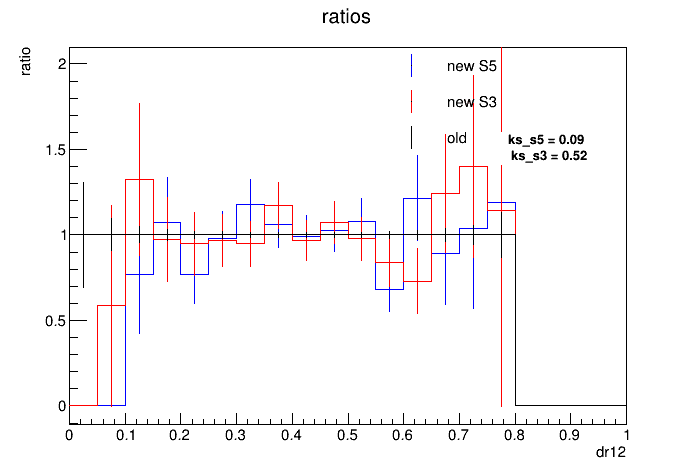 ratios
ratio
2
1.5
1
0.5
0
new S5
new S3
old
ks_s5 = 0.09
ks_s3 = 0.52
0 0.1 0.2 0.3 0.4 0.5 0.6 0.7 0.8 0.9 1
dr12